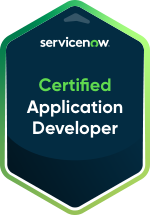 servicenow.
Certified
Application
Developer